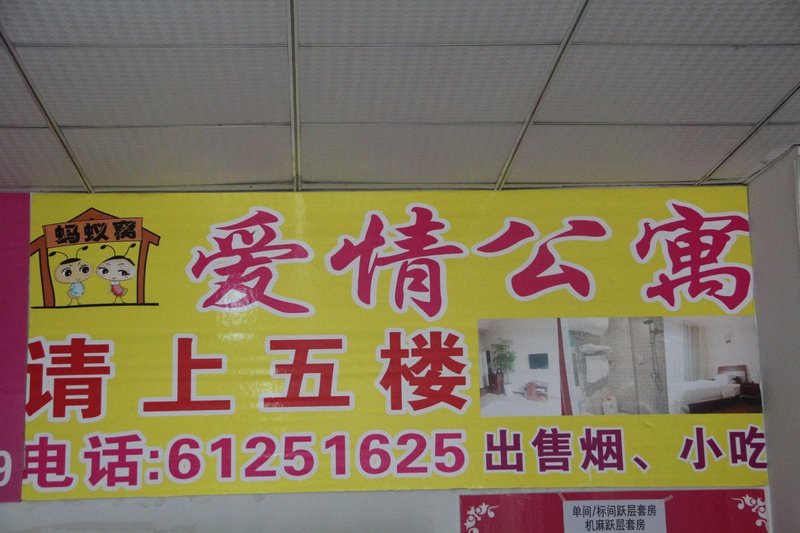 蚂蚁窝
爱情公寓
请上五楼
9
电话:61251625 出售烟、小吃
单间/标间跃层套房
机麻跃层套房